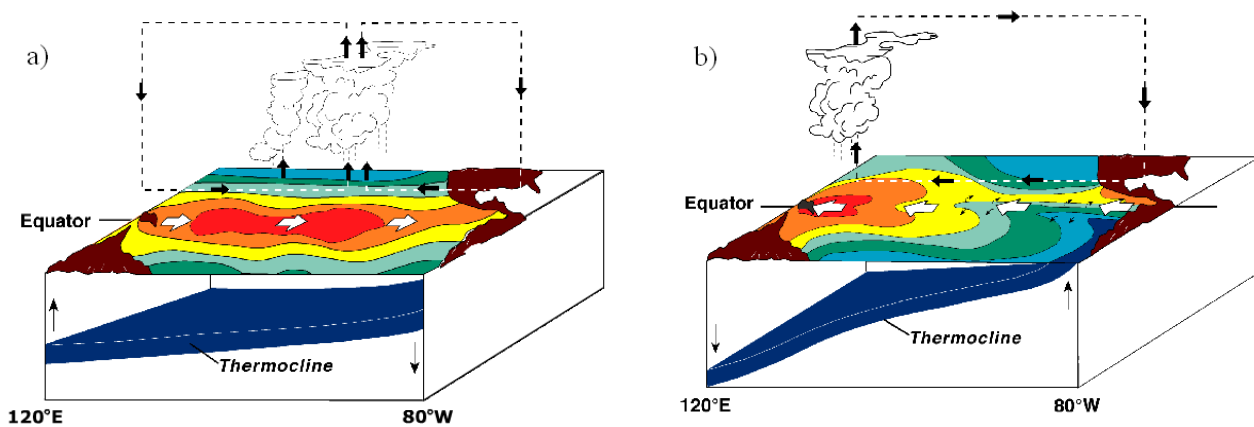 a)
Equator
Thermocline
120°E
80°W
b)
Equator
Thermocline
120°E
80°W